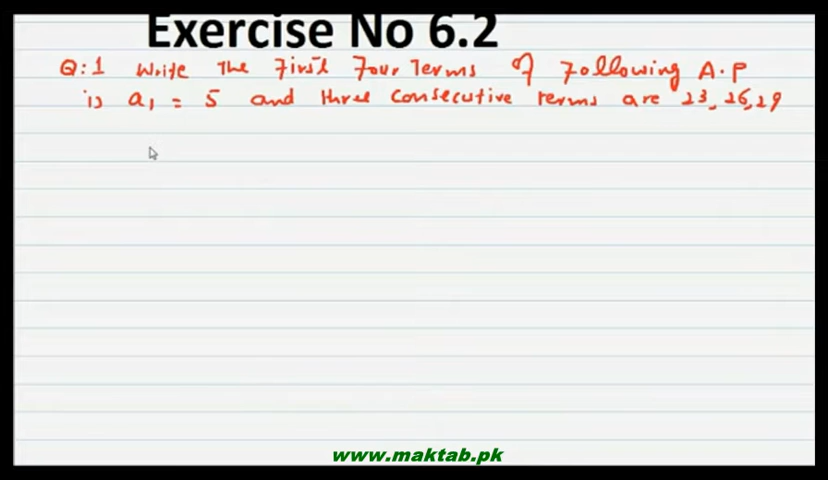 Exercise No 6.2
Q:1 Write The First Four Terms of Following A.P
is a₁ = 5 and three consecutive terms are 23, 26, 29
www.maktab.pk